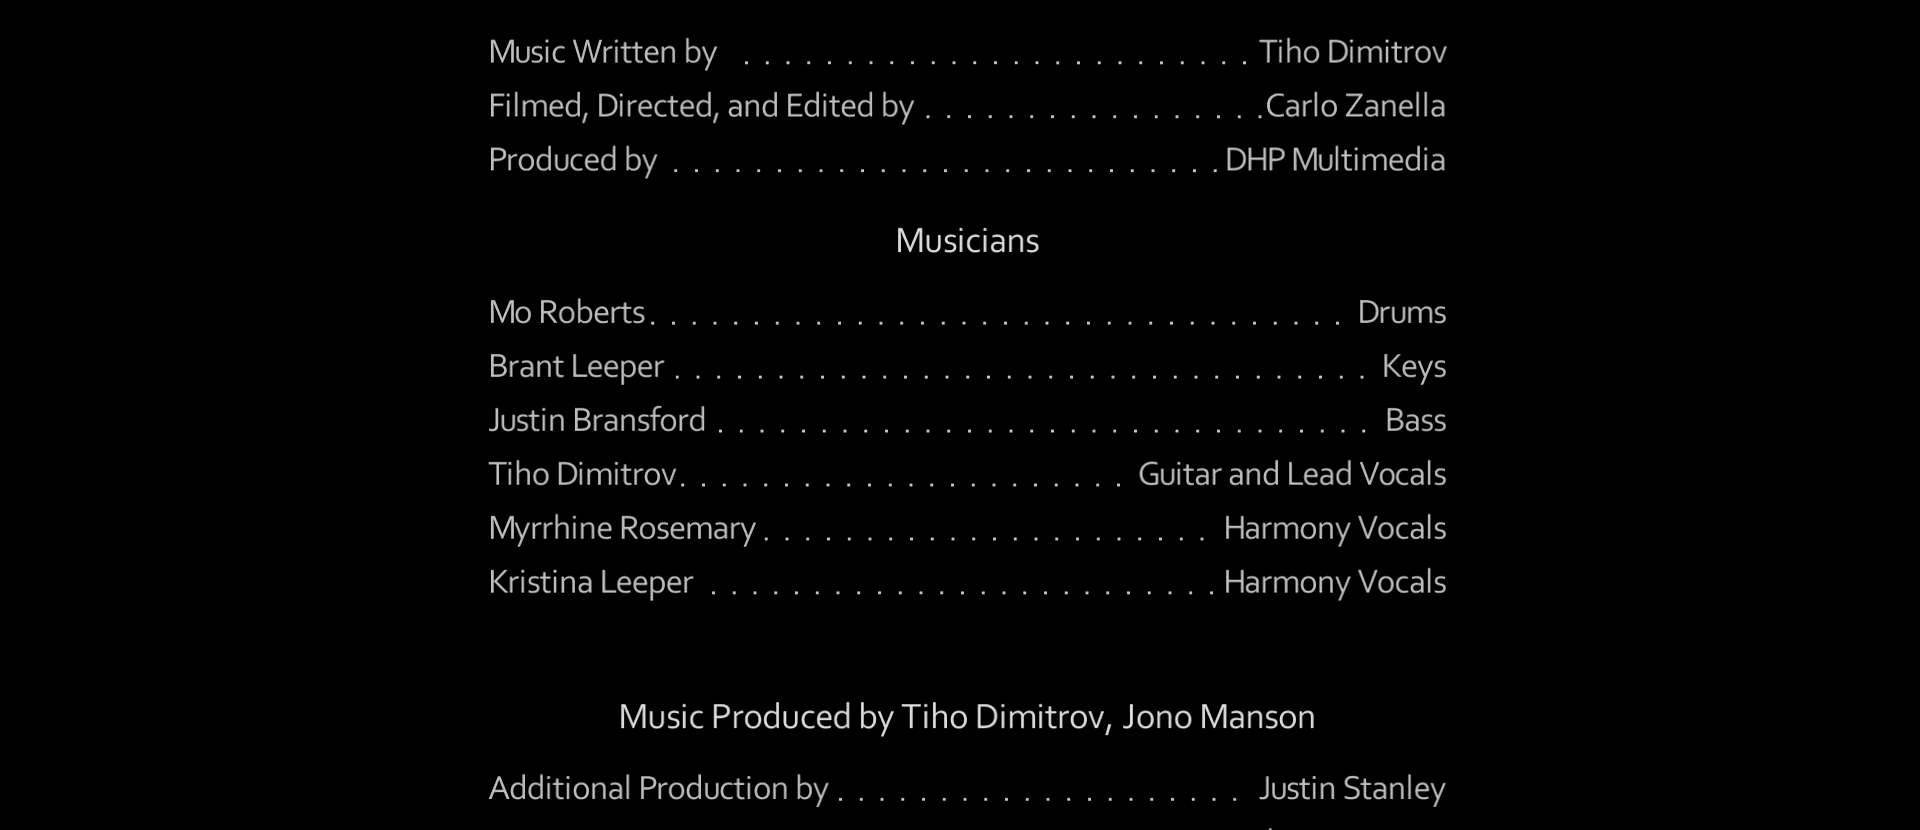 Music Written by . . . . . . . . . . . . . . . . . . . . . . . . . Tiho Dimitrov
Filmed, Directed, and Edited by . . . . . . . . . . . . . . . . . Carlo Zanella
Produced by . . . . . . . . . . . . . . . . . . . . . . . . . . . DHP Multimedia
Musicians
Mo Roberts . . . . . . . . . . . . . . . . . . . . . . . . . . . . . . . . . . Drums
Brant Leeper . . . . . . . . . . . . . . . . . . . . . . . . . . . . . . . . . . Keys
Justin Bransford . . . . . . . . . . . . . . . . . . . . . . . . . . . . . . . . Bass
Tiho Dimitrov . . . . . . . . . . . . . . . . . . . . . . Guitar and Lead Vocals
Myrrhine Rosemary . . . . . . . . . . . . . . . . . . . . . . Harmony Vocals
Kristina Leeper . . . . . . . . . . . . . . . . . . . . . . . . . Harmony Vocals
Music Produced by Tiho Dimitrov, Jono Manson
Additional Production by . . . . . . . . . . . . . . . . . . . . Justin Stanley